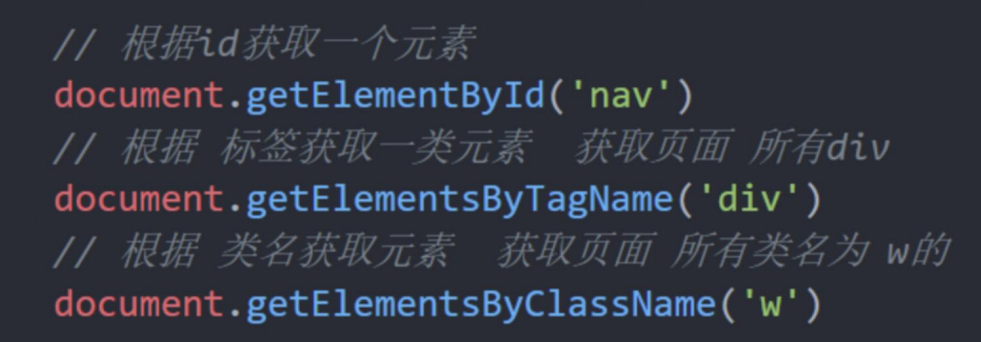 // 根据id获取一个元素
document.getElementById('nav')
// 根据 标签获取一类元素  获取页面 所有div
document.getElementsByTagName('div')
// 根据 类名获取元素  获取页面 所有类名为 w的
document.getElementsByClassName('w')